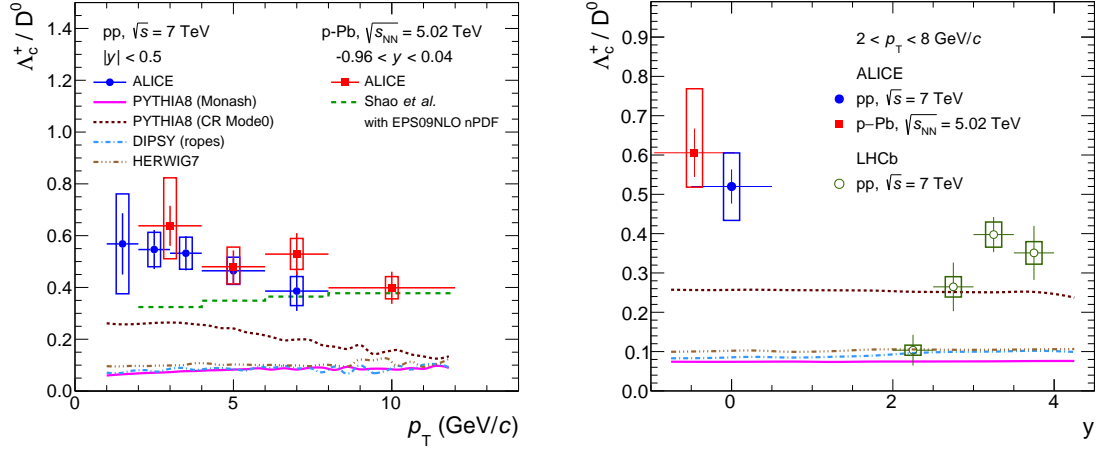 Λc+ / D0
1.4
1.2
1.0
0.8
0.6
0.4
0.2
0.0
0
5
10
pT (GeV/c)
pp, √s = 7 TeV
|y| < 0.5
ALICE
PYTHIA8 (Monash)
PYTHIA8 (CR Mode0)
DIPSY (ropes)
HERWIG7
p-Pb, √sNN = 5.02 TeV
-0.96 < y < 0.04
ALICE
Shao et al.
with EPS09NLO nPDF
Λc+ / D0
0.9
0.8
0.7
0.6
0.5
0.4
0.3
0.2
0.1
0.0
0
2
4
y
2 < pT < 8 GeV/c
ALICE
pp, √s = 7 TeV
p−Pb, √sNN = 5.02 TeV
LHCb
pp, √s = 7 TeV